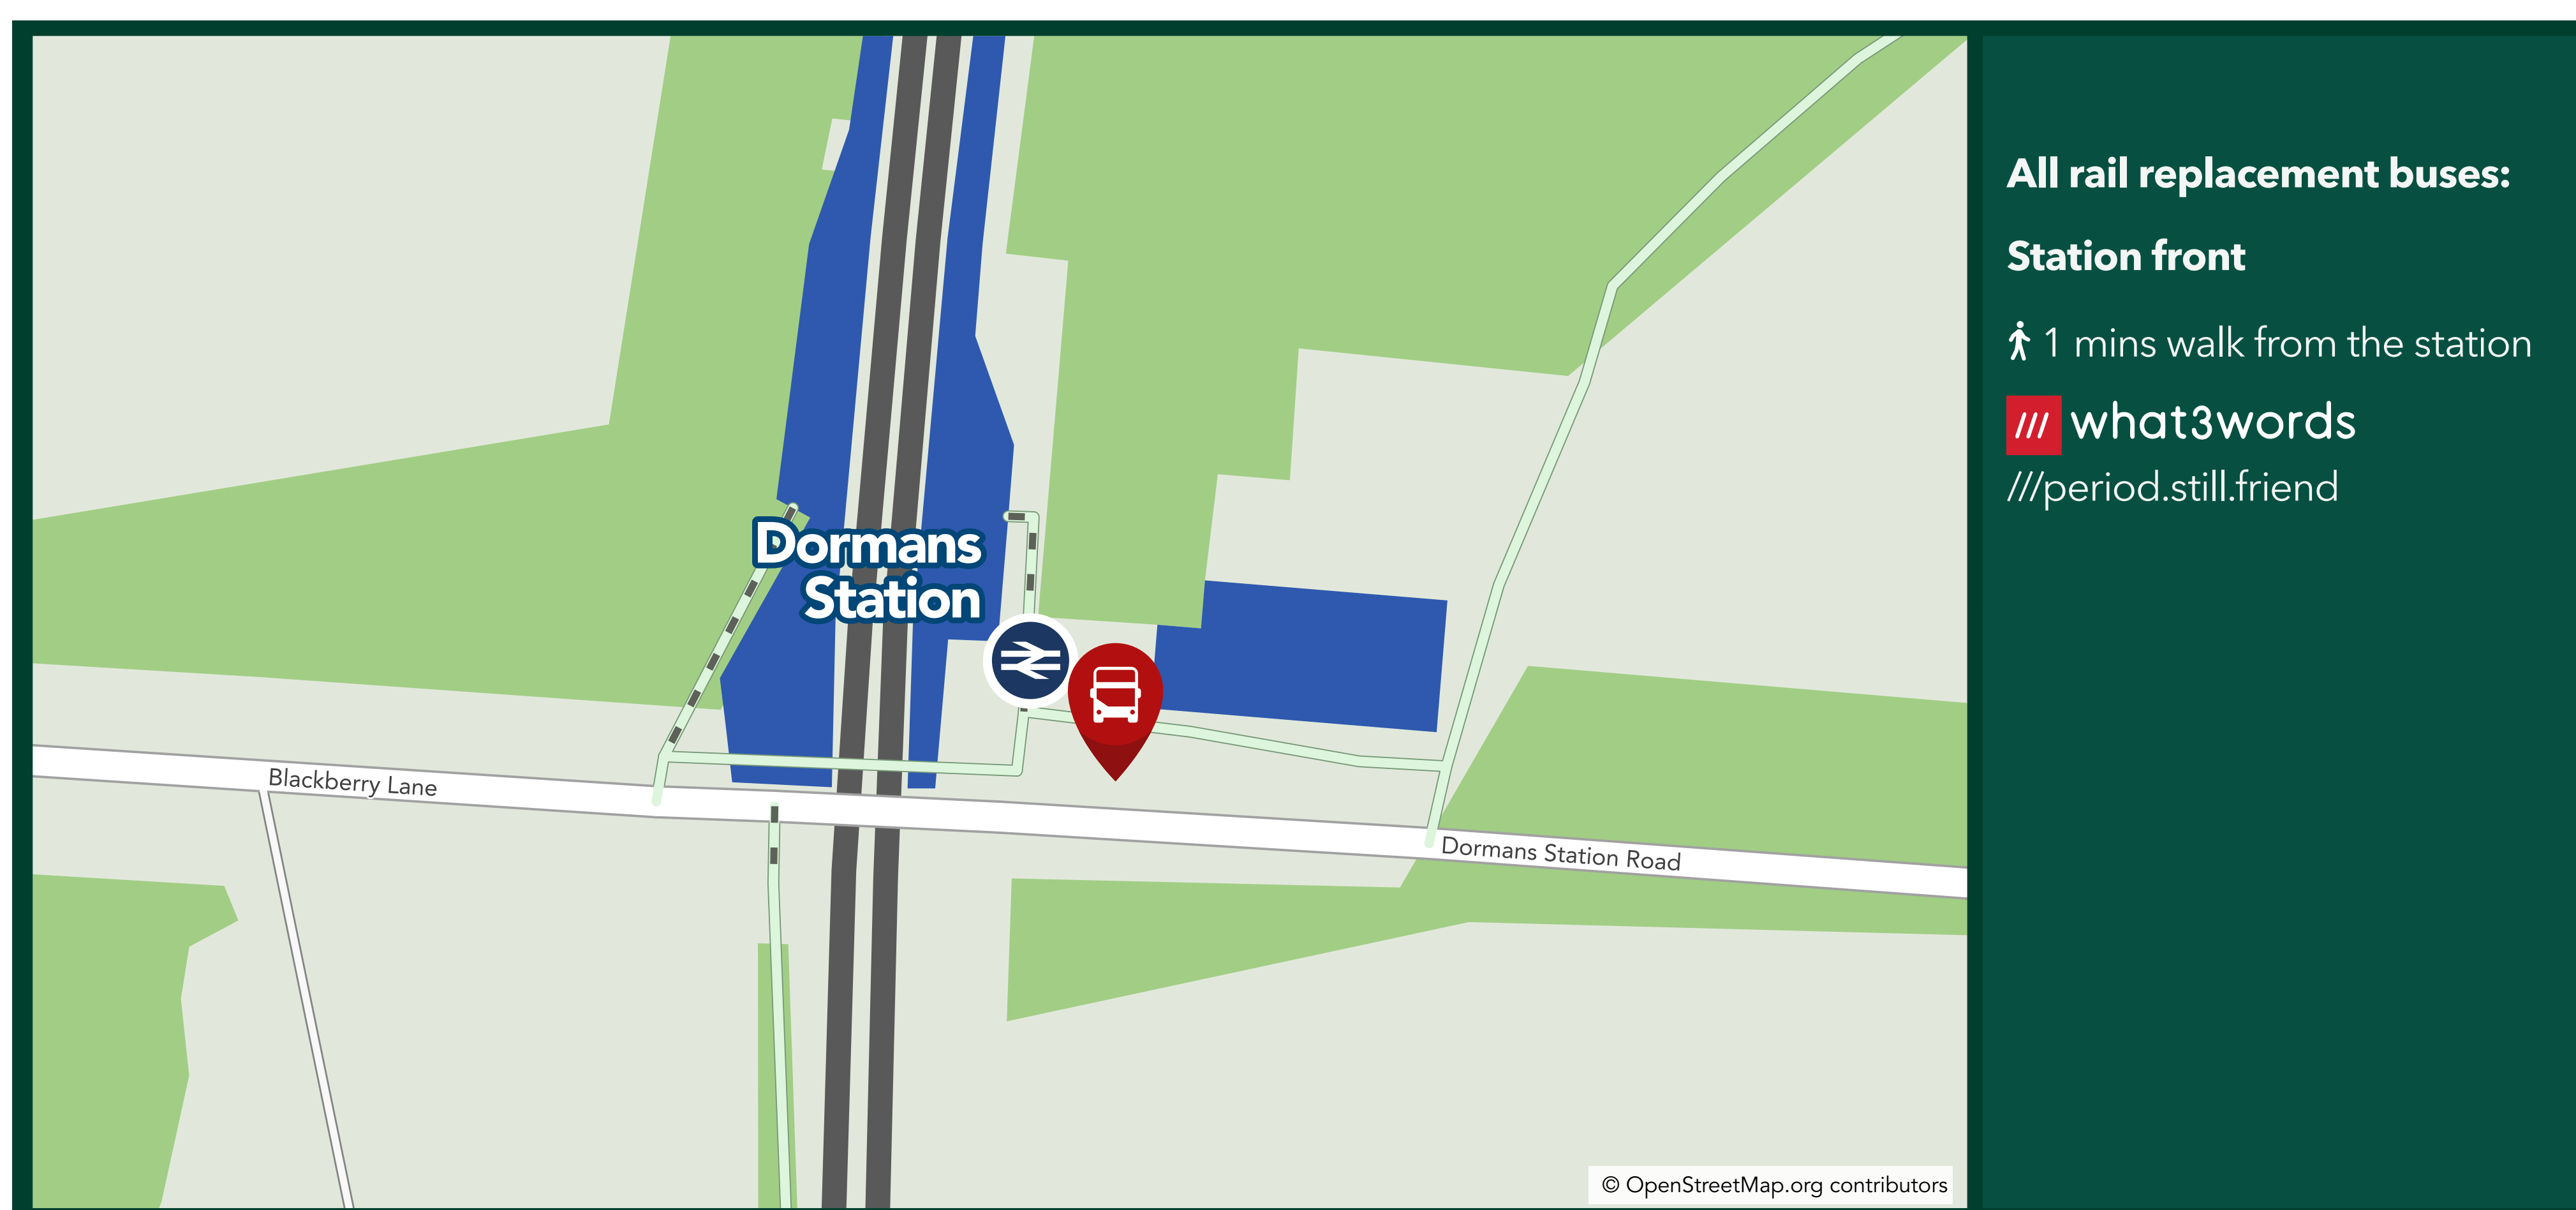 All rail replacement buses:
Station front
1 mins walk from the station
what3words
///period.still.friend
Dormans
Station
Blackberry Lane
Dormans Station Road
© OpenStreetMap.org contributors